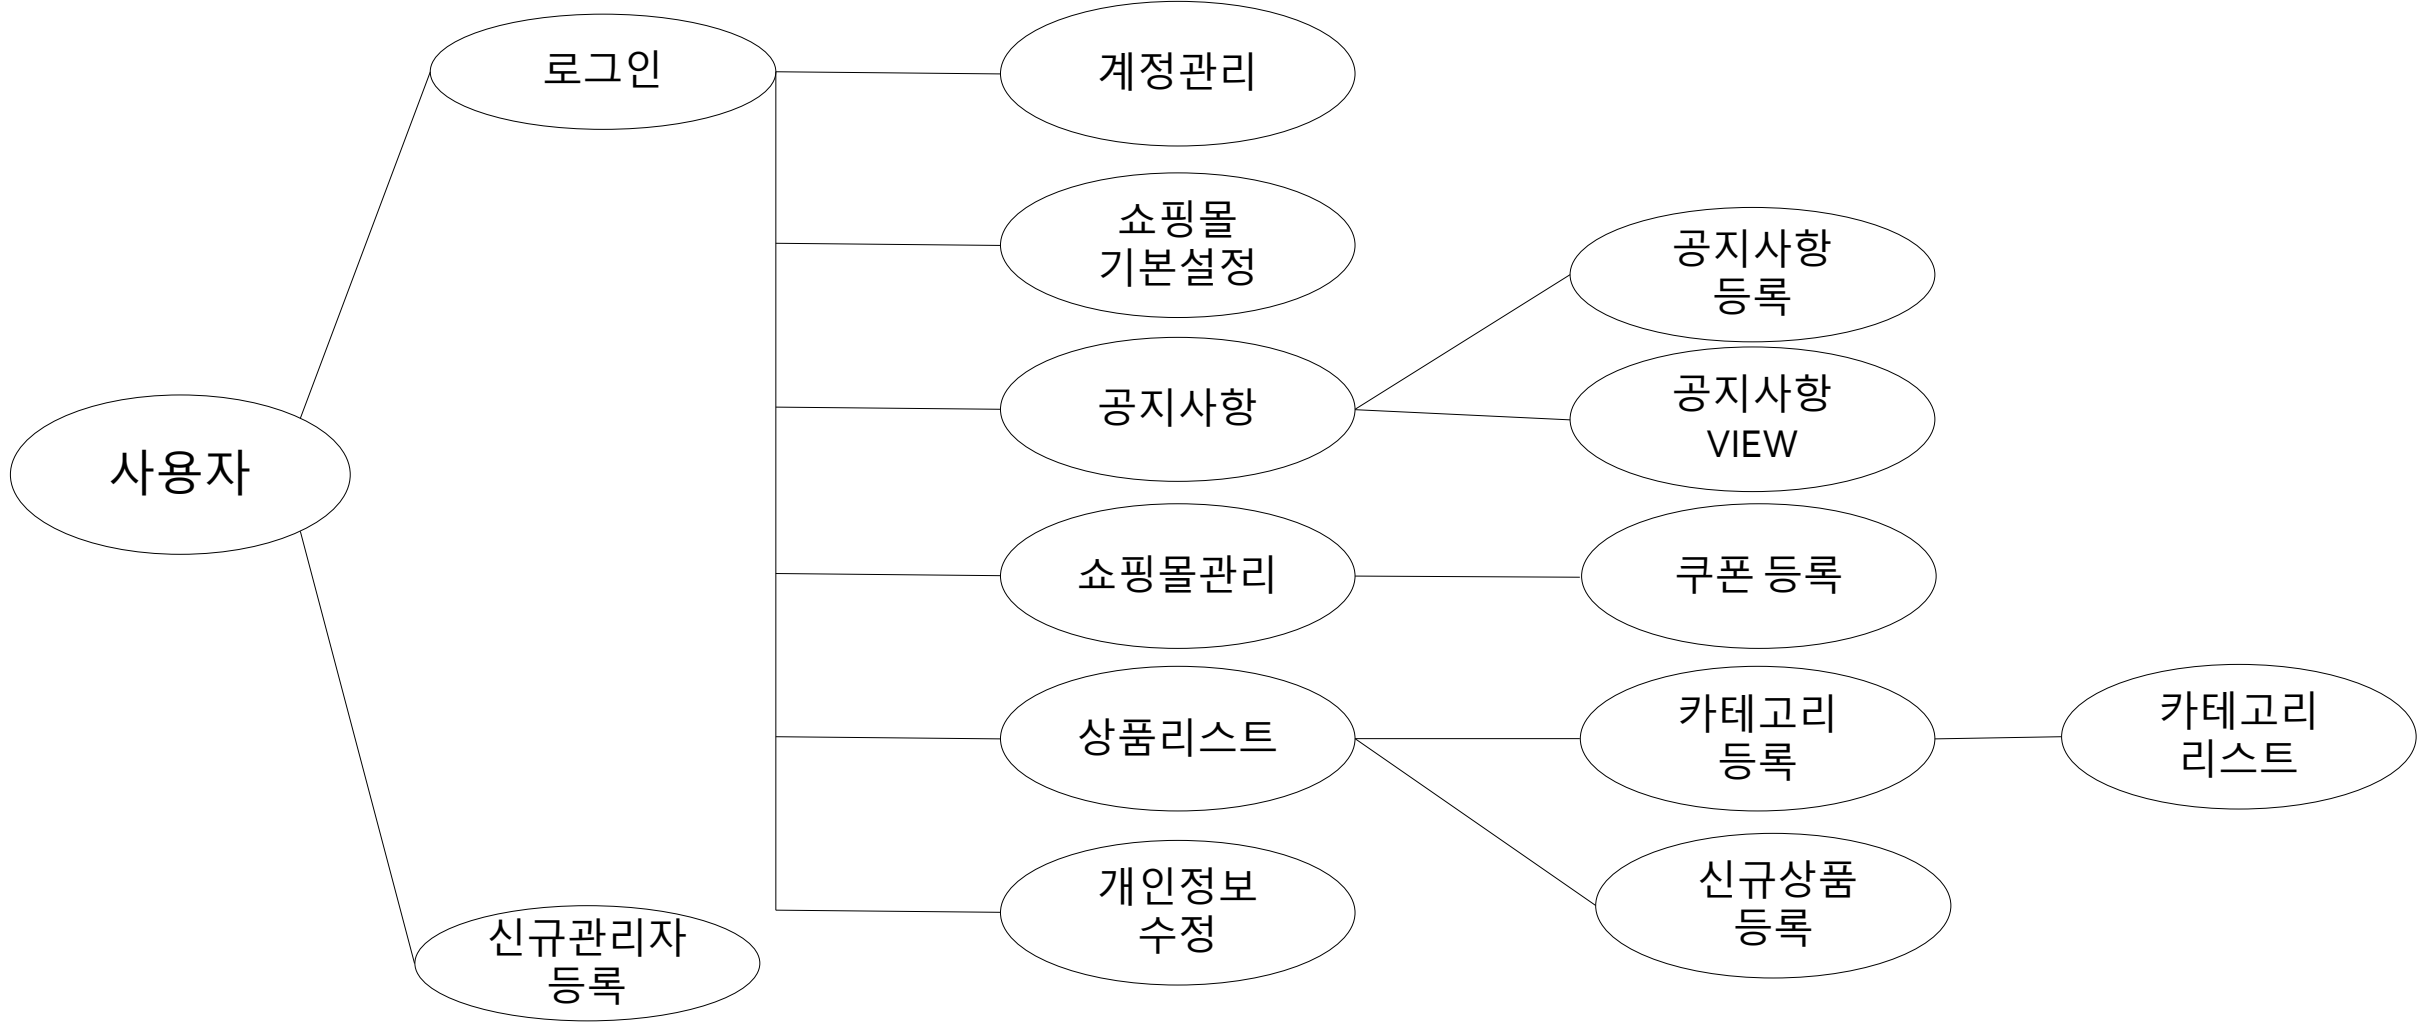 사용자
로그인
신규관리자
등록
계정관리
쇼핑몰
기본설정
공지사항
쇼핑몰관리
상품리스트
개인정보
수정
공지사항
등록
공지사항
VIEW
쿠폰 등록
카테고리
등록
신규상품
등록
카테고리
리스트